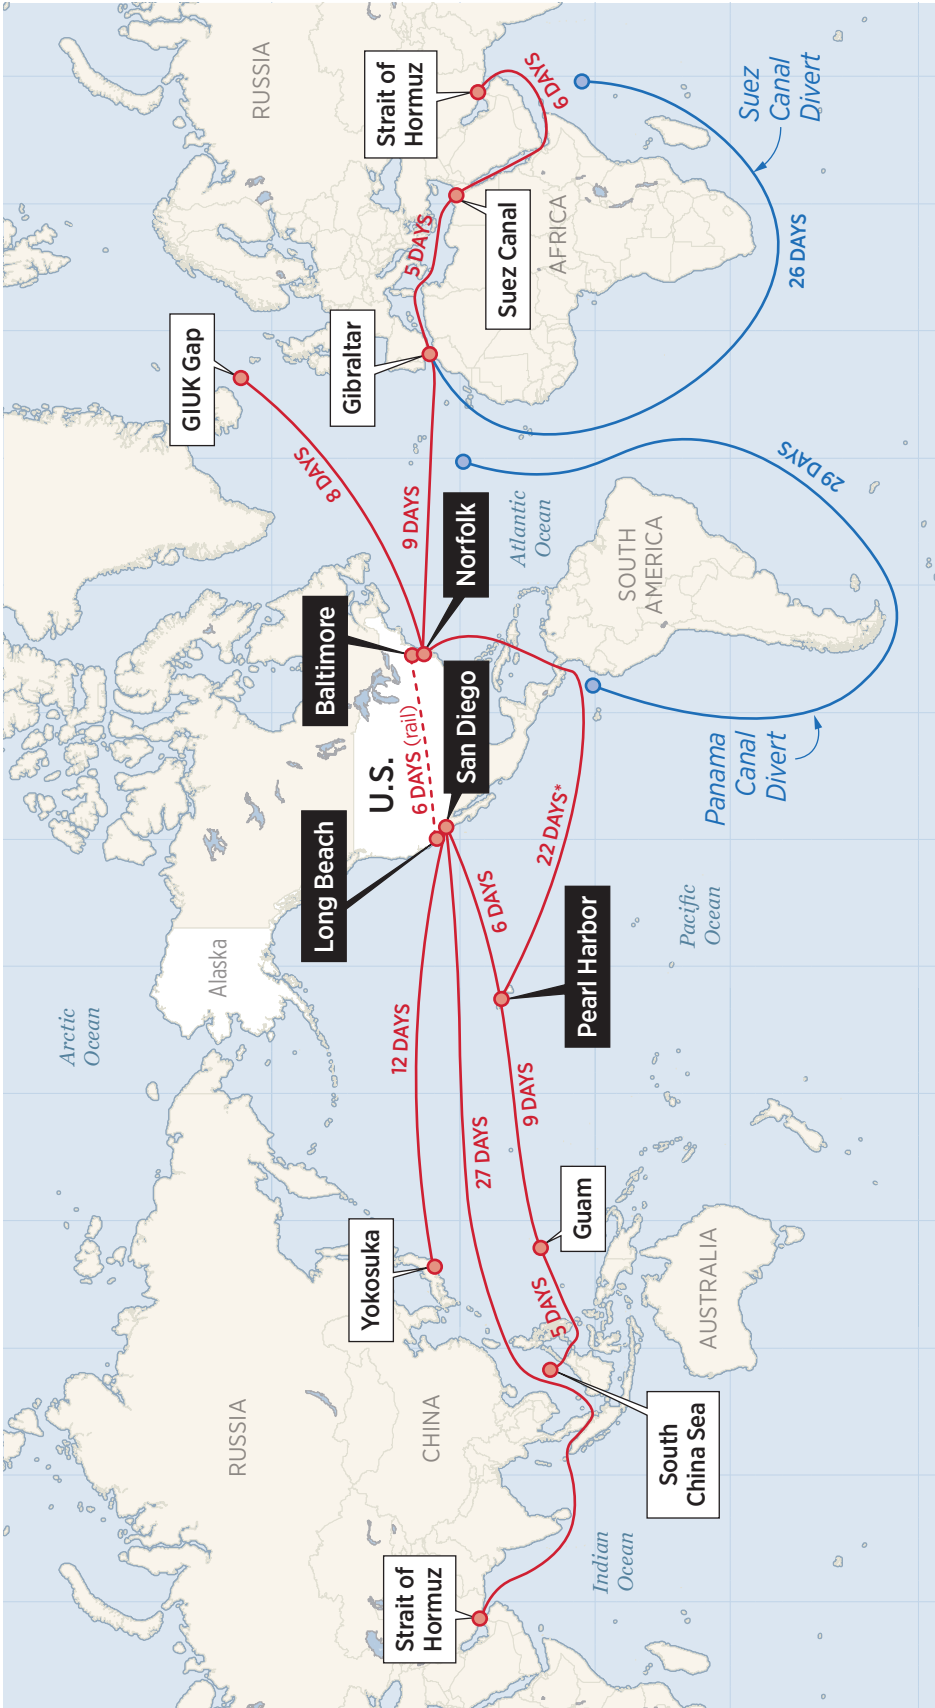 Arctic
Ocean
RUSSIA
Alaska
GIUK Gap
RUSSIA
Yokosuka
Long Beach
Baltimore
8 DAYS
Gibraltar
Strait of
Hormuz
CHINA
12 DAYS
U.S.
6 DAYS (rail)
9 DAYS
5 DAYS
Strait of
Hormuz
27 DAYS
San Diego
Norfolk
6 DAYS
Suez Canal
6 DAYS
5 DAYS
9 DAYS
22 DAYS*
Atlantic
Ocean
AFRICA
Guam
Pearl Harbor
Indian
Ocean
SOUTH
AMERICA
South
China Sea
AUSTRALIA
Pacific
Ocean
Panama
Canal
Divert
29 DAYS
26 DAYS
Suez
Canal
Divert